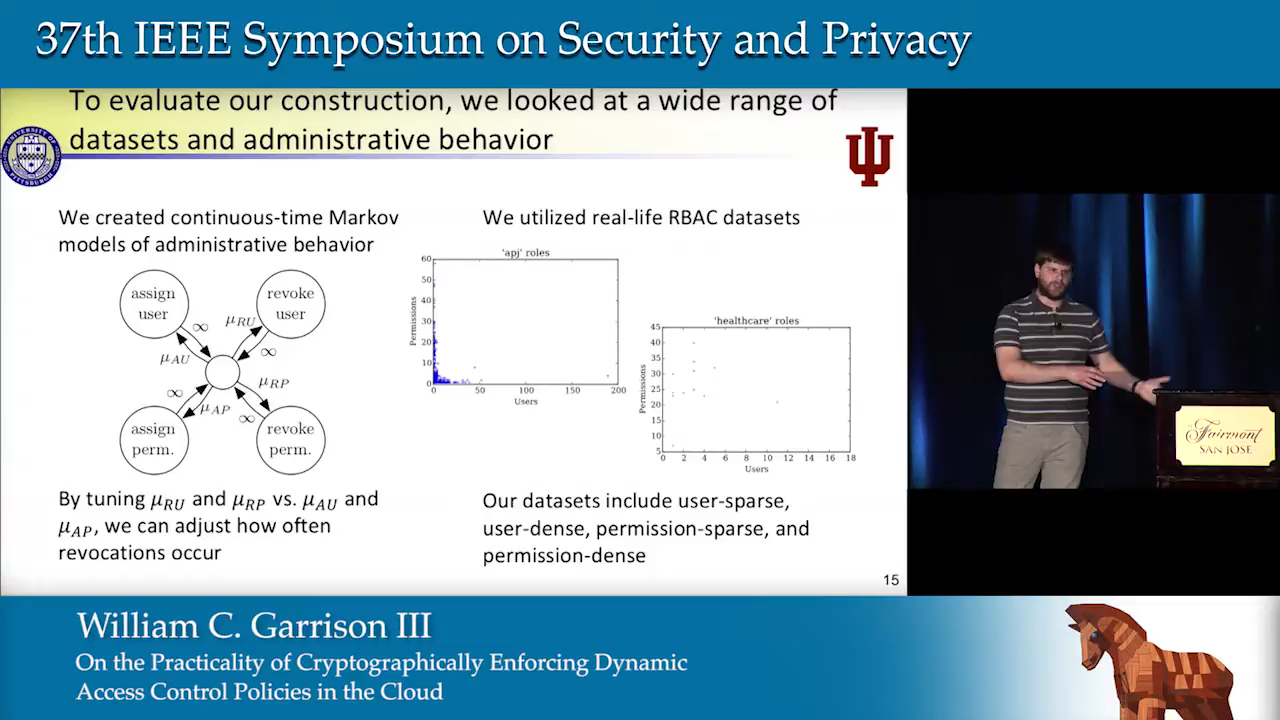 37th IEEE Symposium on Security and Privacy
To evaluate our construction, we looked at a wide range of
datasets and administrative behavior
UNIVERSITY OF
PITTSBURGH
We created continuous-time Markov
models of administrative behavior
assign
user
revoke
user
∞
μRU
μAU
∞
∞
μRP
μAP
∞
assign
perm.
revoke
perm.
By tuning μRU and μRP vs. μAU and
μAP, we can adjust how often
revocations occur
We utilized real-life RBAC datasets
'apj' roles
Permissions
60
50
40
30
20
10
0
0 50 100 150 200
Users
'healthcare' roles
Permissions
45
40
35
30
25
20
15
10
5
0 2 4 6 8 10 12 14 16 18
Users
Our datasets include user-sparse,
user-dense, permission-sparse, and
permission-dense
15
Fairmont
SAN JOSE
William C. Garrison III
On the Practicality of Cryptographically Enforcing Dynamic
Access Control Policies in the Cloud